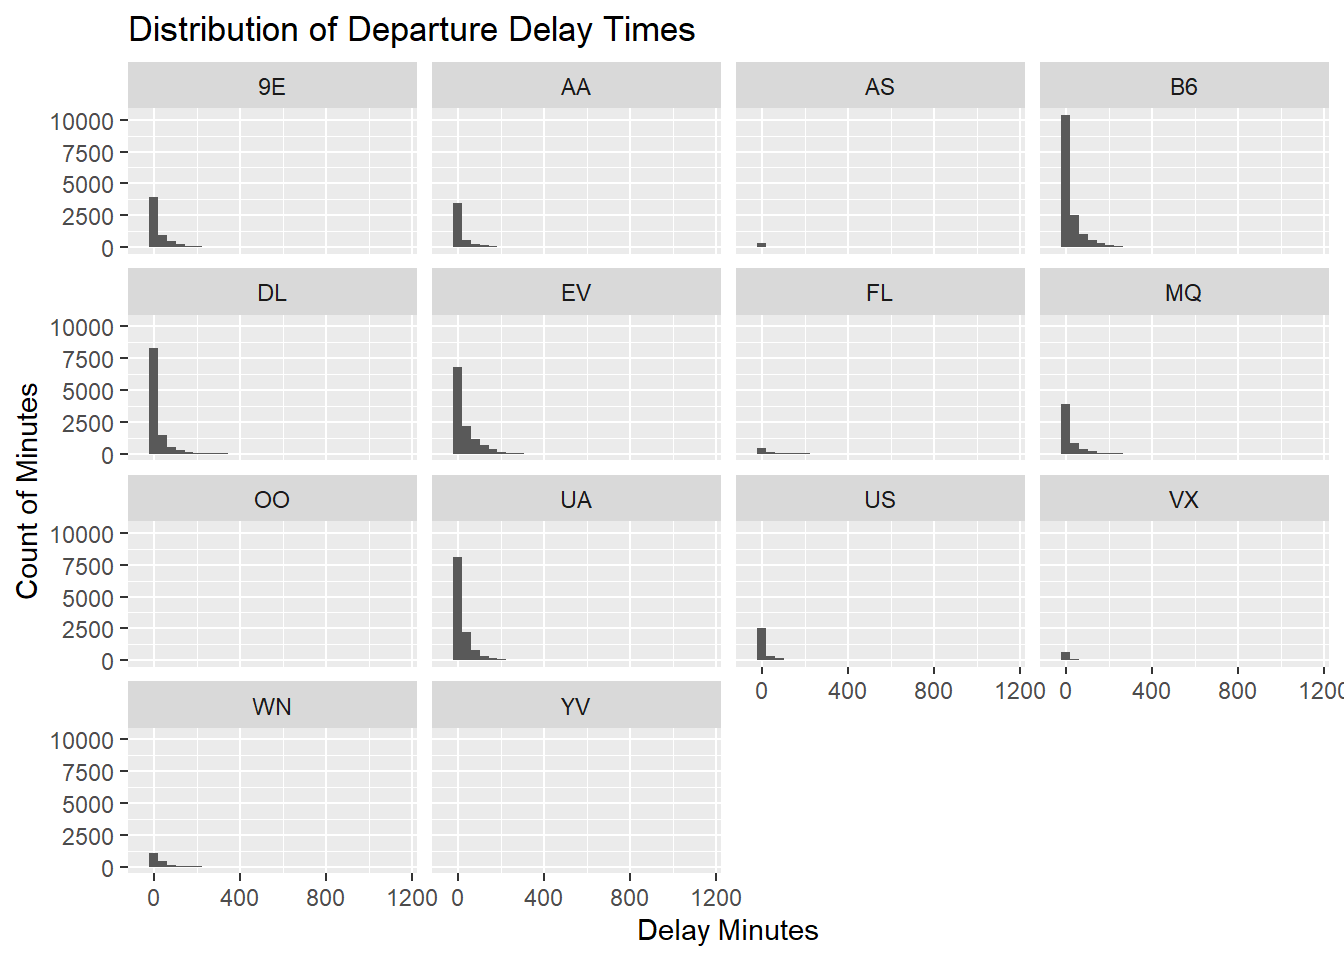 Distribution of Departure Delay Times
9E AA AS B6
10000
7500
5000
2500
0
DL EV FL MQ
10000
7500
5000
2500
0
Count of Minutes
OO UA US VX
10000
7500
5000
2500
0
0 400 800 1200 0 400 800 1200
WN YV
10000
7500
5000
2500
0
0 400 800 1200 0 400 800 1200
Delay Minutes